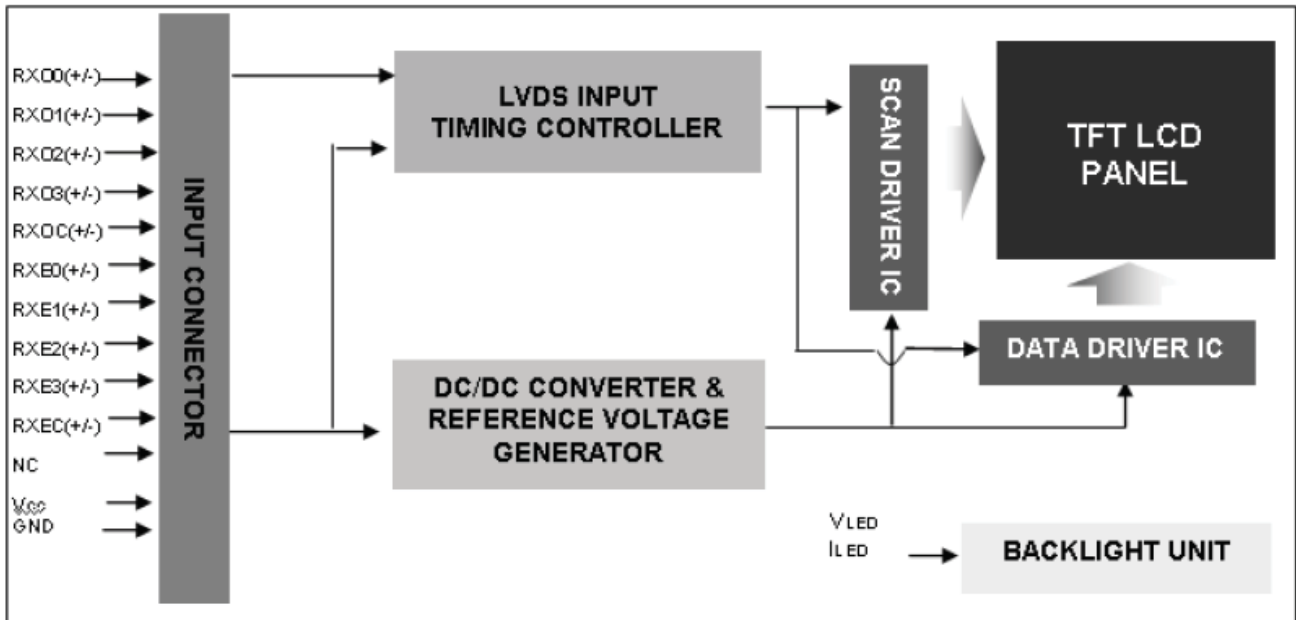 RXO0(+/-)
RXO1(+/-)
RXO2(+/-)
RXO3(+/-)
RXOC(+/-)
RXE0(+/-)
RXE1(+/-)
RXE2(+/-)
RXE3(+/-)
RXEC(+/-)
NC
Vcc
GND
INPUT CONNECTOR
LVDS INPUT
TIMING CONTROLLER
DC/DC CONVERTER &
REFERENCE VOLTAGE
GENERATOR
SCAN DRIVER IC
TFT LCD
PANEL
DATA DRIVER IC
VLED
ILED
BACKLIGHT UNIT